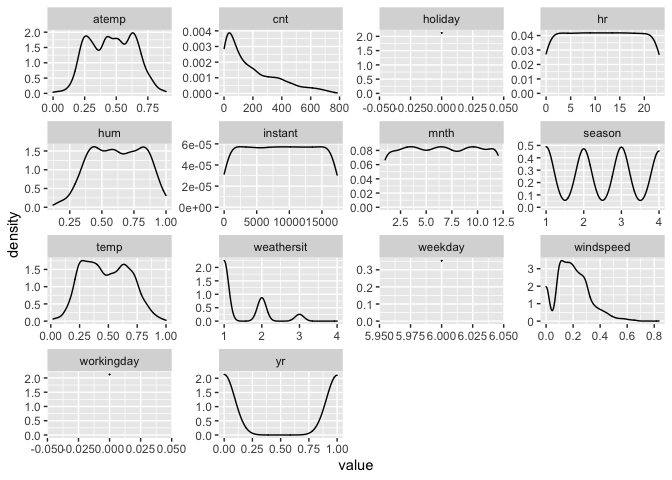 atemp cnt holiday hr
2.0 0.004 2.0 0.04
1.5 0.003 1.5 0.03
1.0 0.002 1.0 0.02
0.5 0.001 0.5 0.01
0.0 0.000 0.0 0.00
0.00 0.25 0.50 0.75 0 200 400 600 800 -0.050 -0.025 0.000 0.025 0.050 0 5 10 15 20
hum instant mnth season
1.5 6e-05 0.08 0.5
1.0 4e-05 0.06 0.4
0.5 2e-05 0.04 0.3
0.0 0e+00 0.02 0.2
0.00 0.1
0.0
0.25 0.50 0.75 1.00 0 5000 10000 15000 2.5 5.0 7.5 10.0 12.5 1 2 3 4
density
temp weathersit weekday windspeed
1.5 2.0 0.3 3
1.0 1.5 0.2 2
0.5 1.0 0.1 1
0.0 0.5 0.0 0
0.0
0.00 0.25 0.50 0.75 1.00 1 2 3 4 5.950 5.975 6.000 6.025 6.050 0.0 0.2 0.4 0.6 0.8
workingday yr
2.0 2.0
1.5 1.5
1.0 1.0
0.5 0.5
0.0 0.0
-0.050 -0.025 0.000 0.025 0.050 0.00 0.25 0.50 0.75 1.00
value